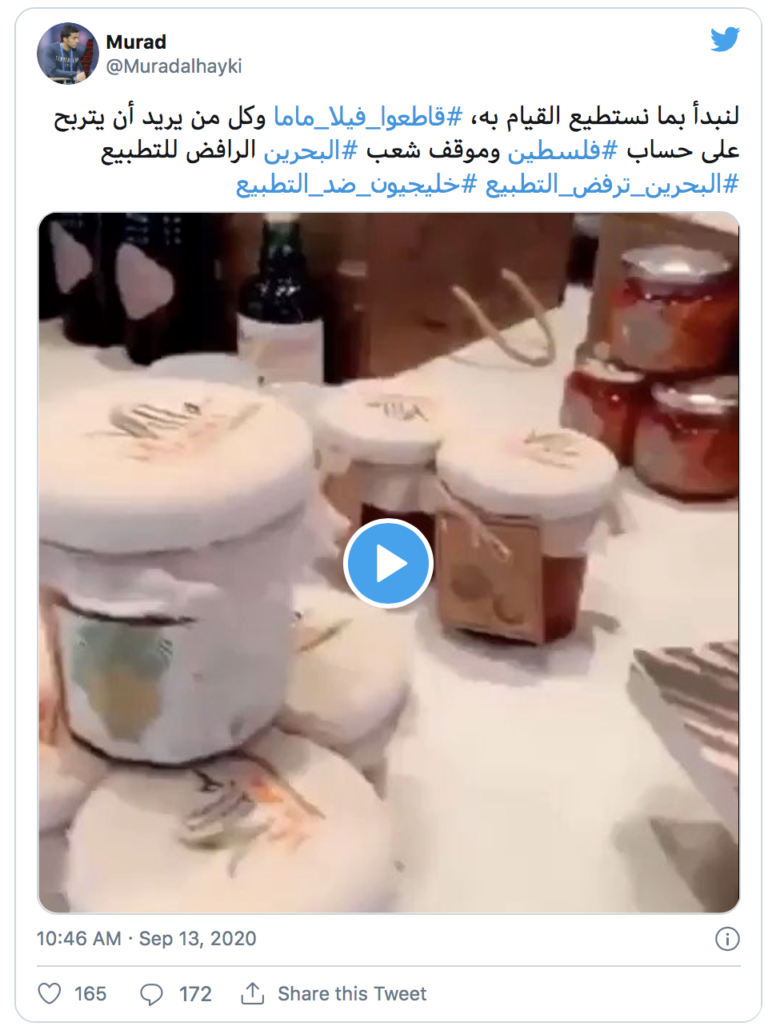 Murad
@Muradalhayki
لنبدأ بما نستطيع القيام به، #قاطعوا_فيلا_ماما وكل من يريد أن يتربح
على حساب #فلسطين وموقف شعب #البحرين الرافض للتطبيع
#البحرين_ترفض_التطبيع #خليجيون_ضد_التطبيع
10:46 AM · Sep 13, 2020
165 172 Share this Tweet